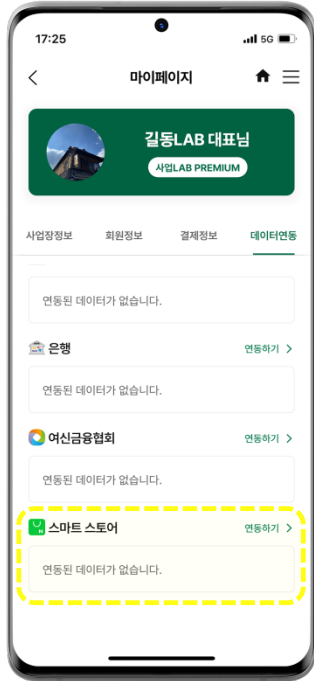 17:25
5G
마이페이지
길동LAB 대표님
사업LAB PREMIUM
사업장정보 회원정보 결제정보 데이터연동
연동된 데이터가 없습니다.
은행 연동하기 >
연동된 데이터가 없습니다.
여신금융협회 연동하기 >
연동된 데이터가 없습니다.
스마트 스토어 연동하기 >
연동된 데이터가 없습니다.